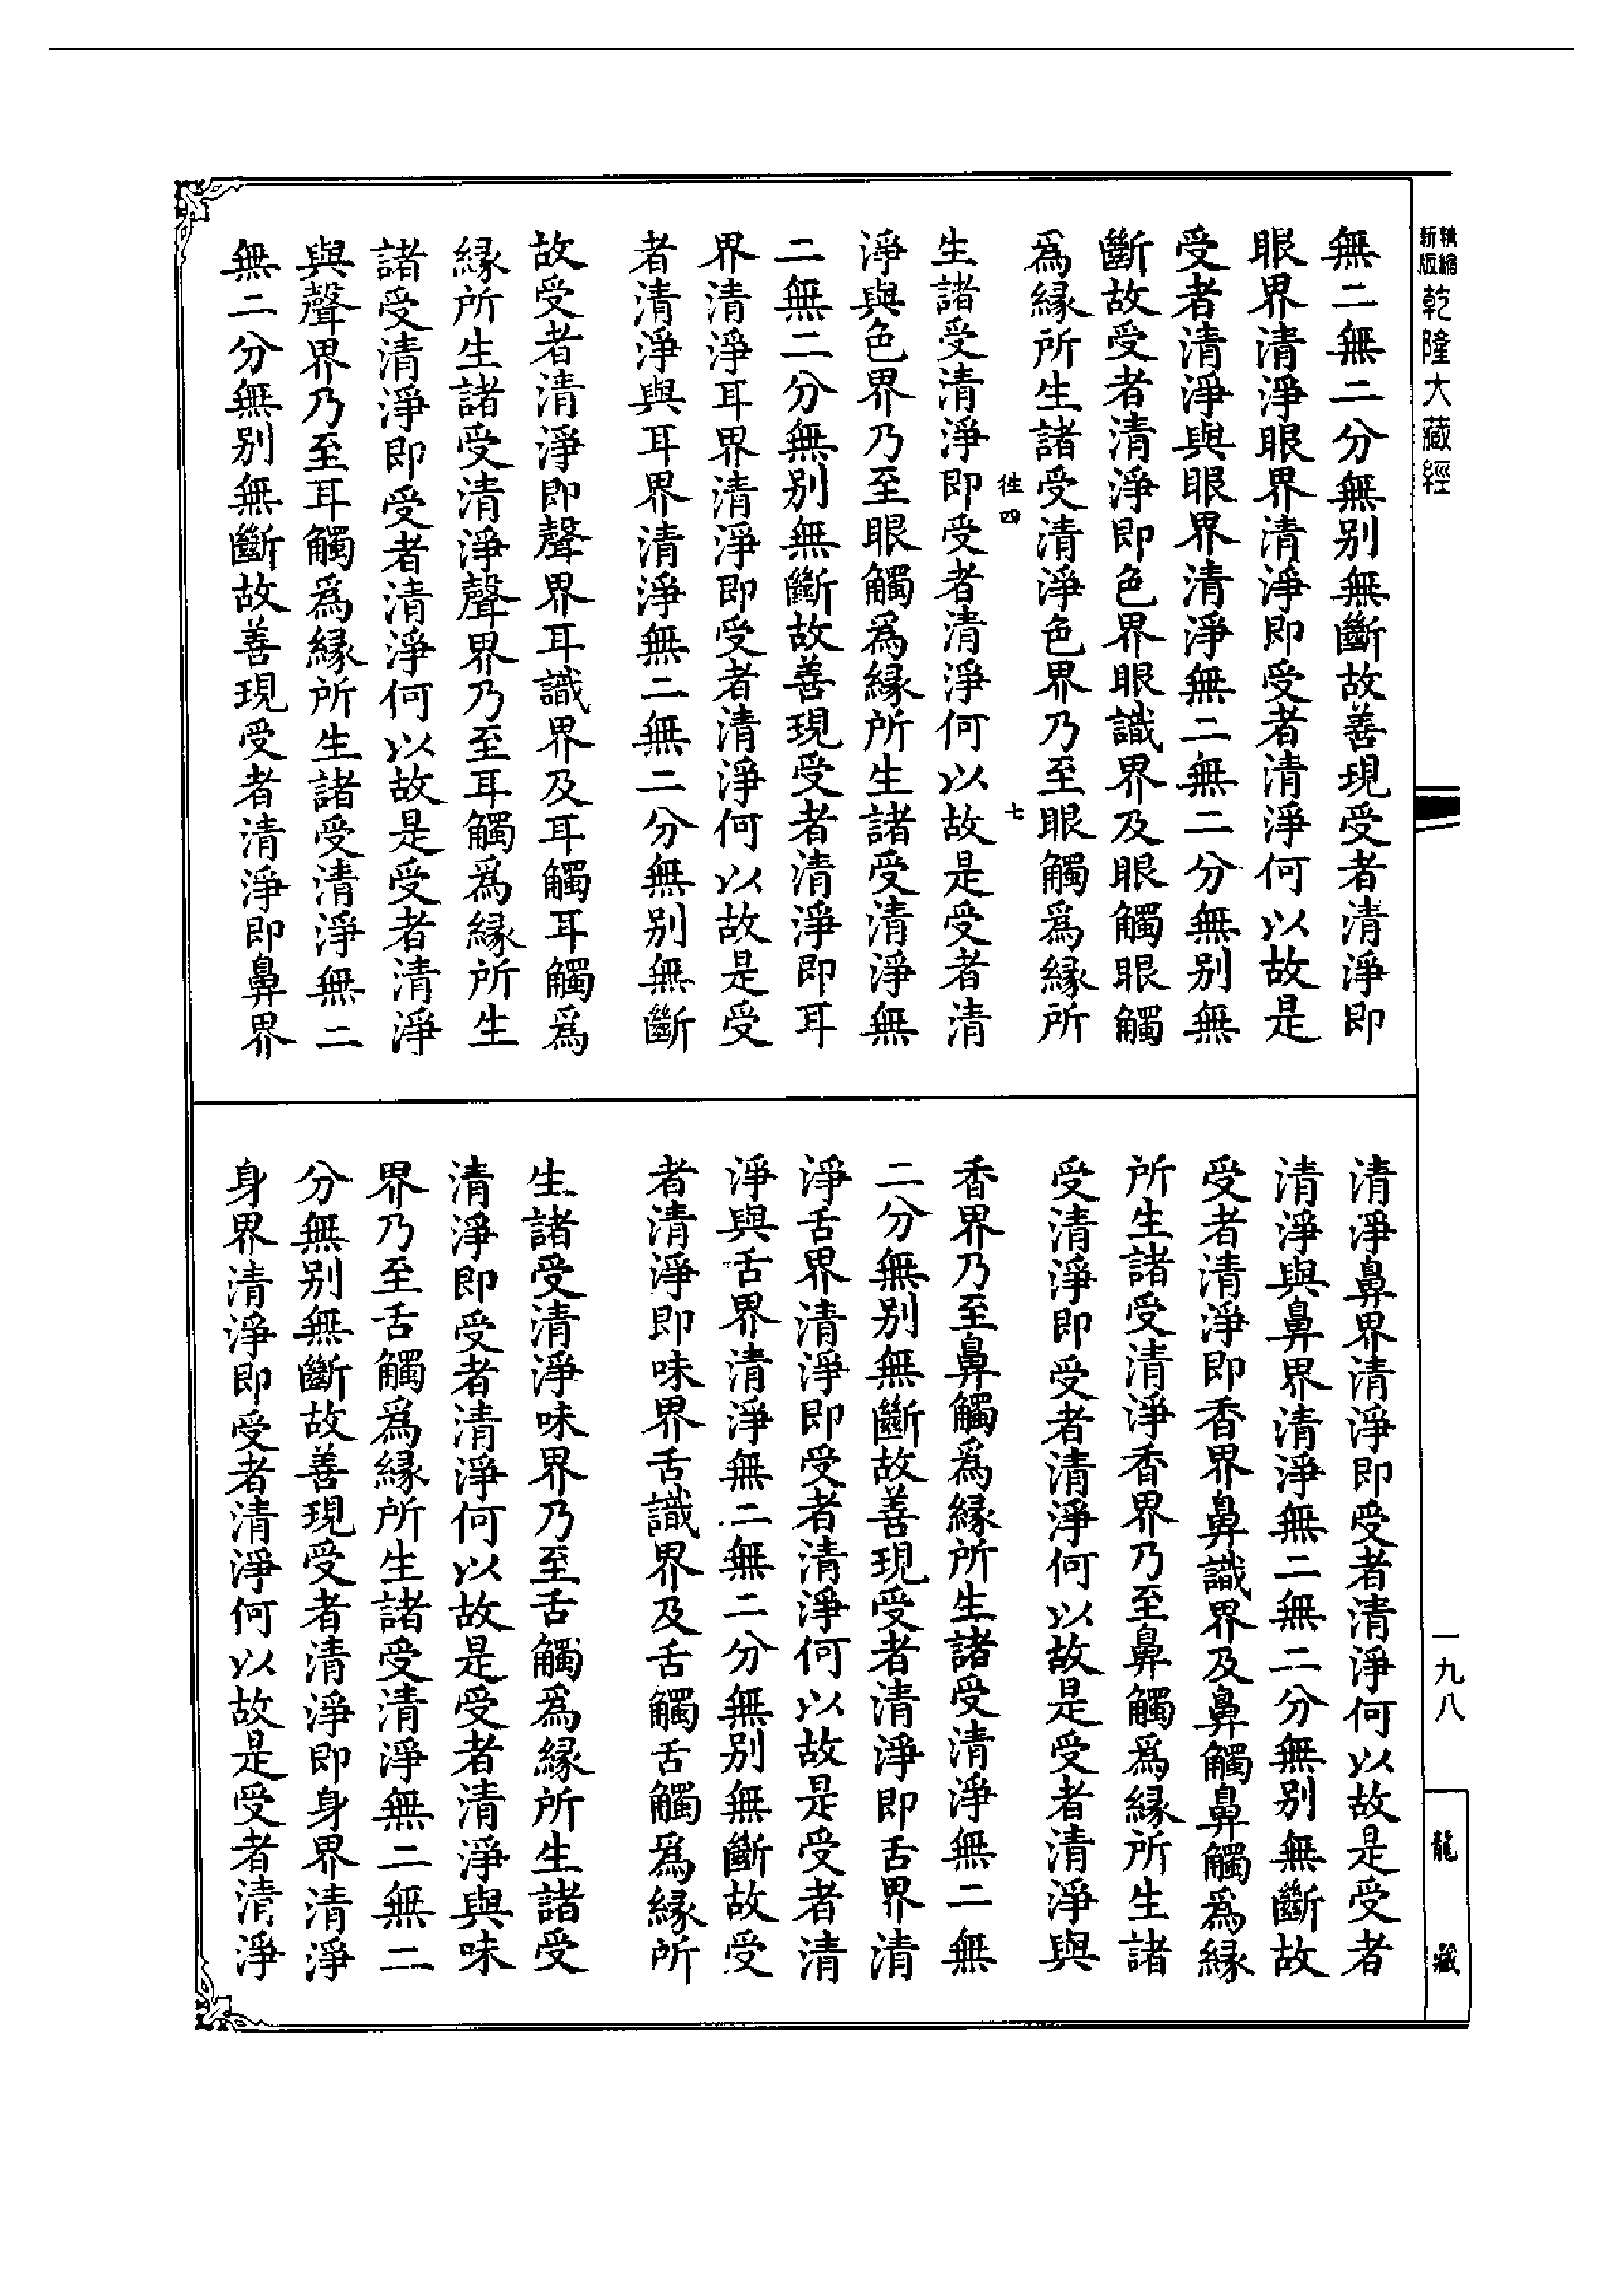 精縮新版乾隆大藏經
無二無二分無别無斷故善現受者清淨即
眼界清淨眼界清淨即受者清淨何以故是
受者清淨與眼界清淨無二無二分無别無
斷故受者清淨即色界眼識界及眼觸眼觸
爲緣所生諸受清淨色界乃至眼觸爲緣所
往四 七
生諸受清淨即受者清淨何以故是受者清
淨與色界乃至眼觸爲緣所生諸受清淨無
二無二分無别無斷故善現受者清淨即耳
界清淨耳界清淨即受者清淨何以故是受
者清淨與耳界清淨無二無二分無别無斷
故受者清淨即聲界耳識界及耳觸耳觸爲
緣所生諸受清淨聲界乃至耳觸爲緣所生
諸受清淨即受者清淨何以故是受者清淨
與聲界乃至耳觸爲緣所生諸受清淨無二
無二分無别無斷故善現受者清淨即鼻界
清淨鼻界清淨即受者清淨何以故是受者
清淨與鼻界清淨無二無二分無别無斷故
受者清淨即香界鼻識界及鼻觸鼻觸爲緣
所生諸受清淨香界乃至鼻觸爲緣所生諸
受清淨即受者清淨何以故是受者清淨與
香界乃至鼻觸爲緣所生諸受清淨無二無
二分無别無斷故善現受者清淨即舌界清
淨舌界清淨即受者清淨何以故是受者清
淨與舌界清淨無二無二分無别無斷故受
者清淨即味界舌識界及舌觸舌觸爲緣所
生諸受清淨味界乃至舌觸爲緣所生諸受
清淨即受者清淨何以故是受者清淨與味
界乃至舌觸爲緣所生諸受清淨無二無二
分無别無斷故善現受者清淨即身界清淨
身界清淨即受者清淨何以故是受者清淨
一九八
龍藏